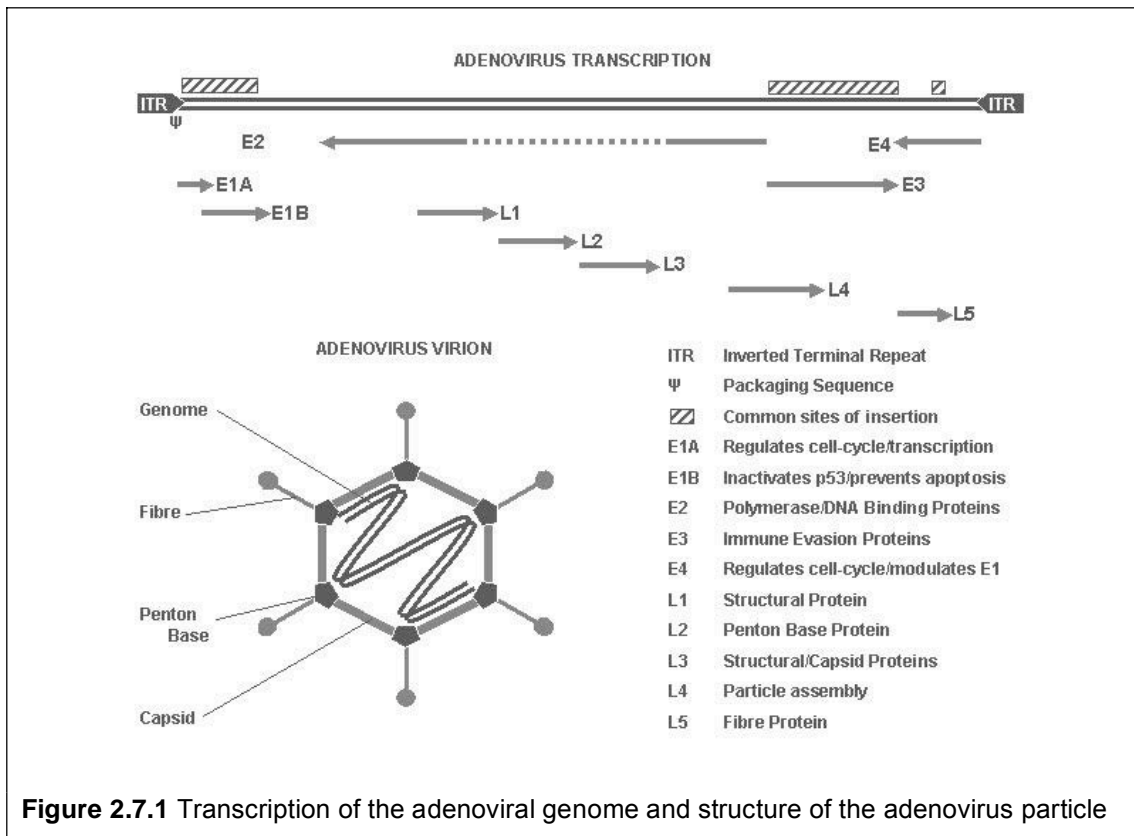 ADENOVIRUS TRANSCRIPTION
ITR ITR
Ψ
E2 E4
E1A E3
E1B L1
L2
L3
L4
L5
ADENOVIRUS VIRION
Genome
Fibre
Penton
Base
Capsid
ITR Inverted Terminal Repeat
Ψ Packaging Sequence
Common sites of insertion
E1A Regulates cell-cycle/transcription
E1B Inactivates p53/prevents apoptosis
E2 Polymerase/DNA Binding Proteins
E3 Immune Evasion Proteins
E4 Regulates cell-cycle/modulates E1
L1 Structural Protein
L2 Penton Base Protein
L3 Structural/Capsid Proteins
L4 Particle assembly
L5 Fibre Protein
Figure 2.7.1 Transcription of the adenoviral genome and structure of the adenovirus particle